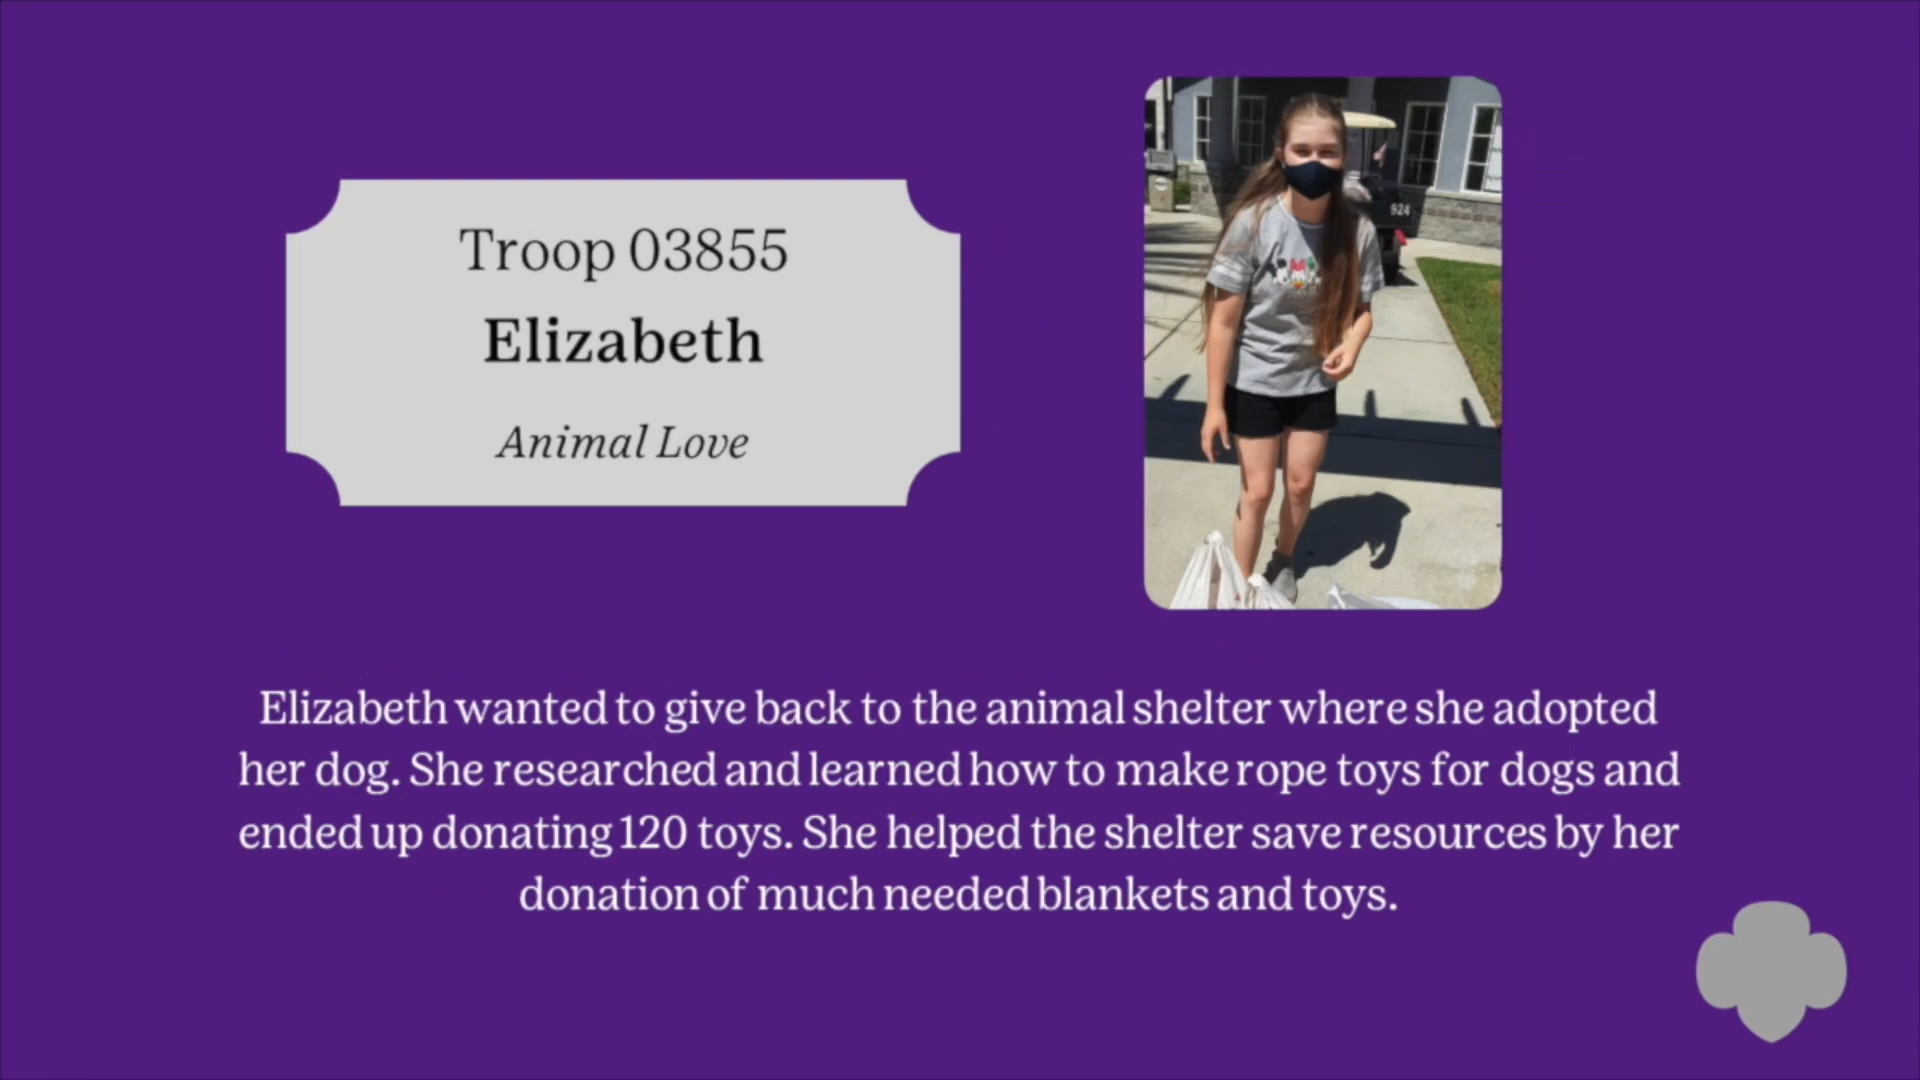 Troop 03855
Elizabeth
Animal Love
924
Elizabeth wanted to give back to the animal shelter where she adopted
her dog. She researched and learned how to make rope toys for dogs and
ended up donating 120 toys. She helped the shelter save resources by her
donation of much needed blankets and toys.